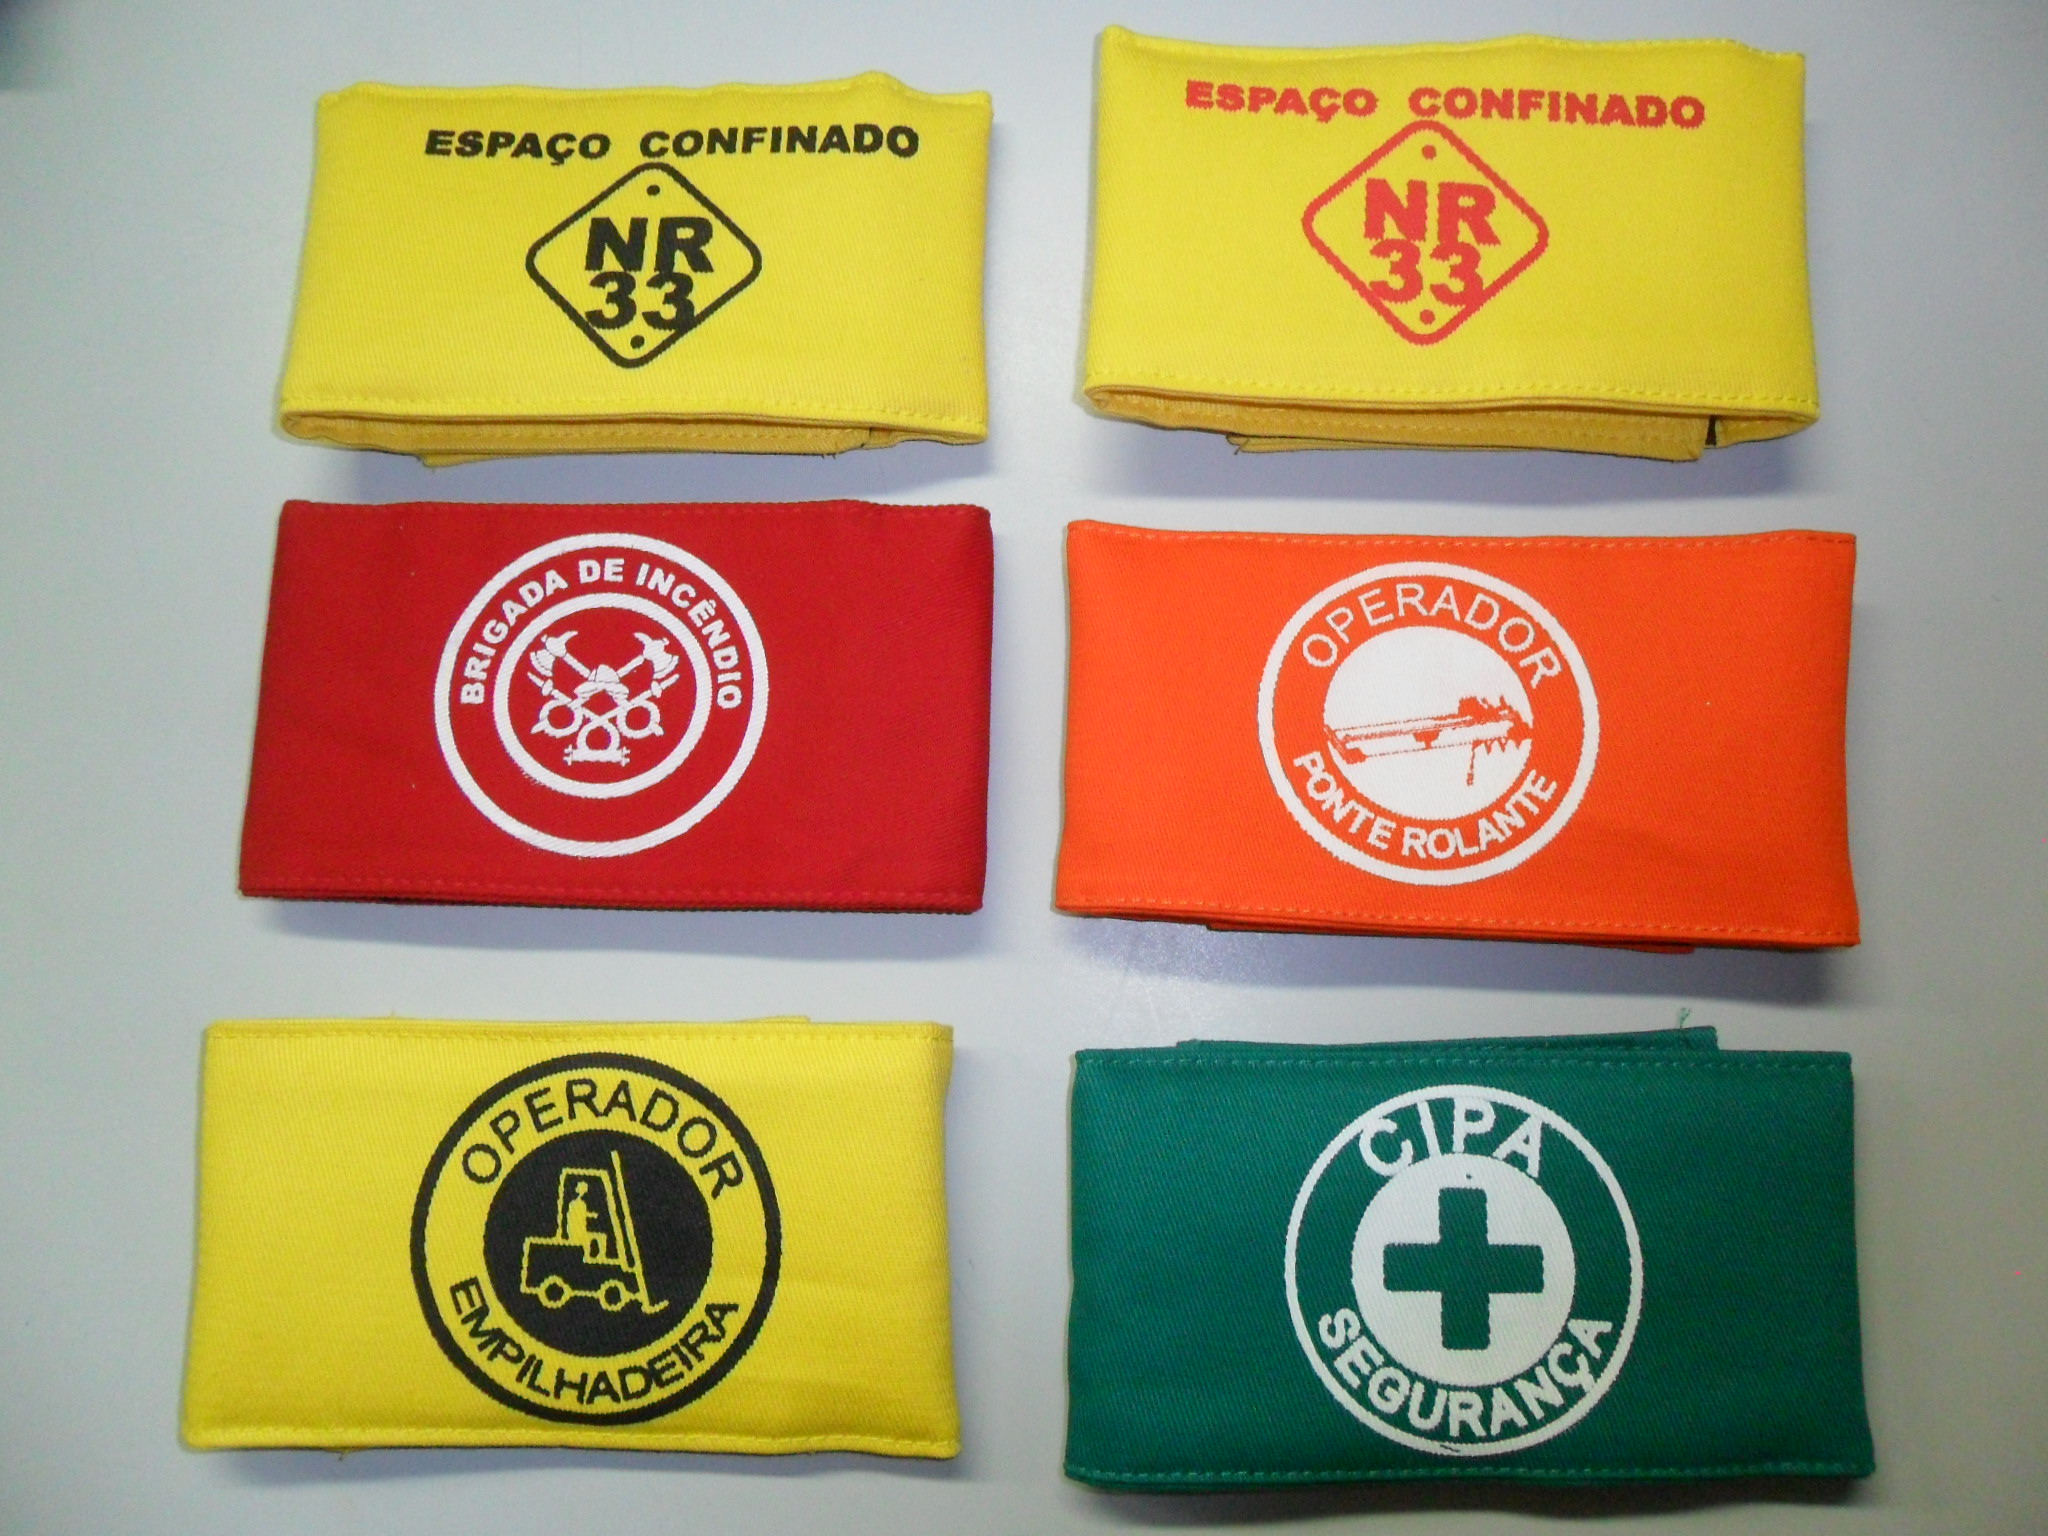 ESPAÇO CONFINADO
NR
33
ESPAÇO CONFINADO
NR
33
BRIGADA DE INCÊNDIO
OPERADOR
PONTE ROLANTE
OPERADOR
EMPILHADEIRA
CIPA
SEGURANÇA